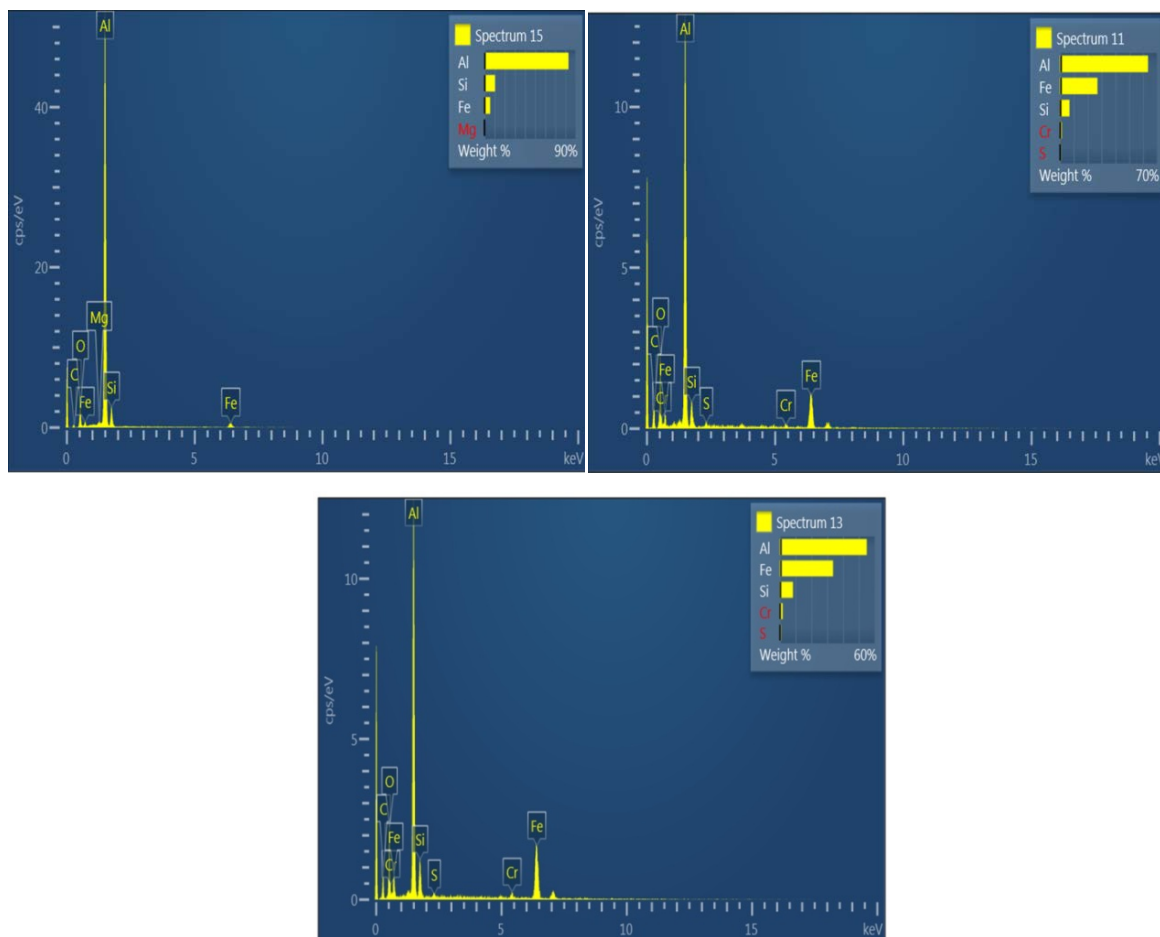 Al
Spectrum 15
Al
Si
Fe
Mg
Weight % 90%
40
cps/eV
20
Mg
O
C
Fe
Si
Fe
0
0 5 10 15 keV
Al
Spectrum 11
Al
Fe
Si
Cr
S
Weight % 70%
10
cps/eV
5
O
C
Fe
Si
S
Cr
Fe
0
0 5 10 15 keV
Al
Spectrum 13
Al
Fe
Si
Cr
S
Weight % 60%
10
cps/eV
5
O
Fe
Si
S
Cr
Fe
0
0 5 10 15 keV